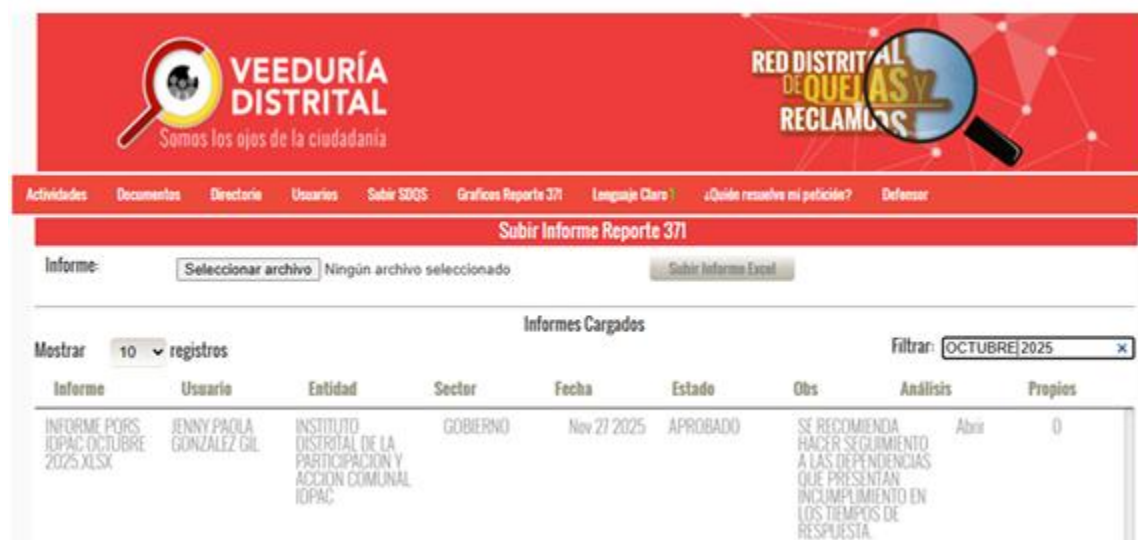 VEEDURÍA
DISTRITAL
Somos los ojos de la ciudadanía
RED DISTRITAL
DE QUEJAS Y
RECLAMOS
Actividades Documentos Directorio Usuarios Subir SDQS Graficos Reporte 371 Lenguaje Claro ¿Quién resuelve mi petición? Defensor
Subir Informe Reporte 371
Informe: Seleccionar archivo Ningún archivo seleccionado Subir Informe Excel
Informes Cargados
Mostrar 10 registros Filtrar: OCTUBRE 2025 ×
Informe Usuario Entidad Sector Fecha Estado Obs Análisis Propios
INFORME PQRS
IDPAC OCTUBRE
2025.XLSX
JENNY PAOLA
GONZALEZ GIL
INSTITUTO
DISTRITAL DE LA
PARTICIPACION Y
ACCION COMUNAL
IDPAC
GOBIERNO
Nov 27 2025
APROBADO
SE RECOMIENDA
HACER SEGUIMIENTO
A LAS DEPENDENCIAS
QUE PRESENTAN
INCUMPLIMIENTO EN
LOS TIEMPOS DE
RESPUESTA.
Abrir
0